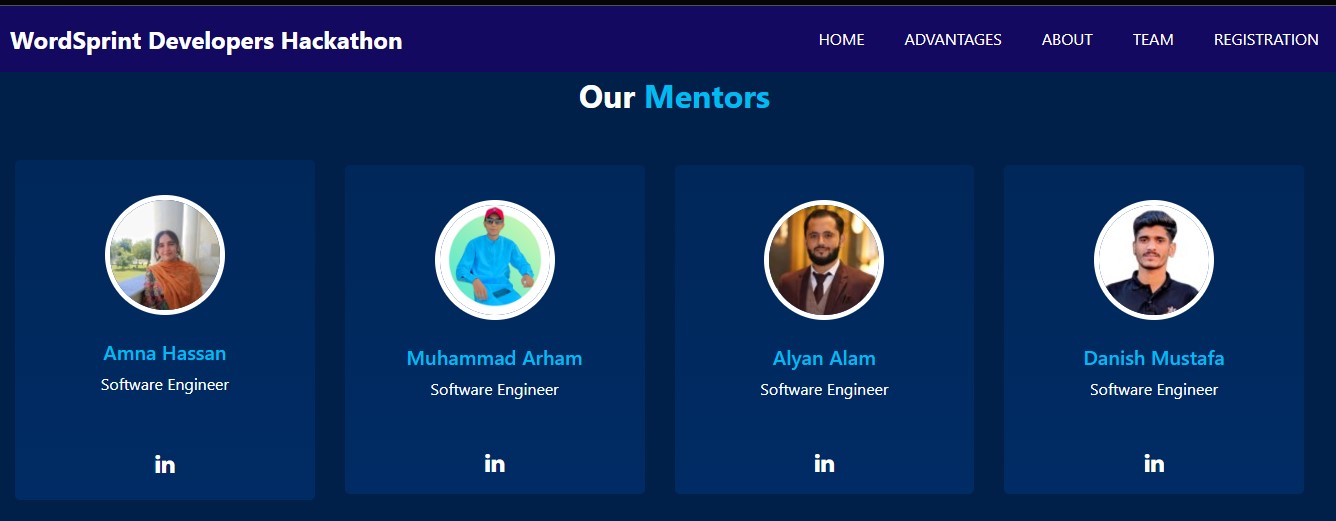 WordSprint Developers Hackathon
HOME ADVANTAGES ABOUT TEAM REGISTRATION
Our Mentors
Amna Hassan
Software Engineer
in
Muhammad Arham
Software Engineer
in
Alyan Alam
Software Engineer
in
Danish Mustafa
Software Engineer
in